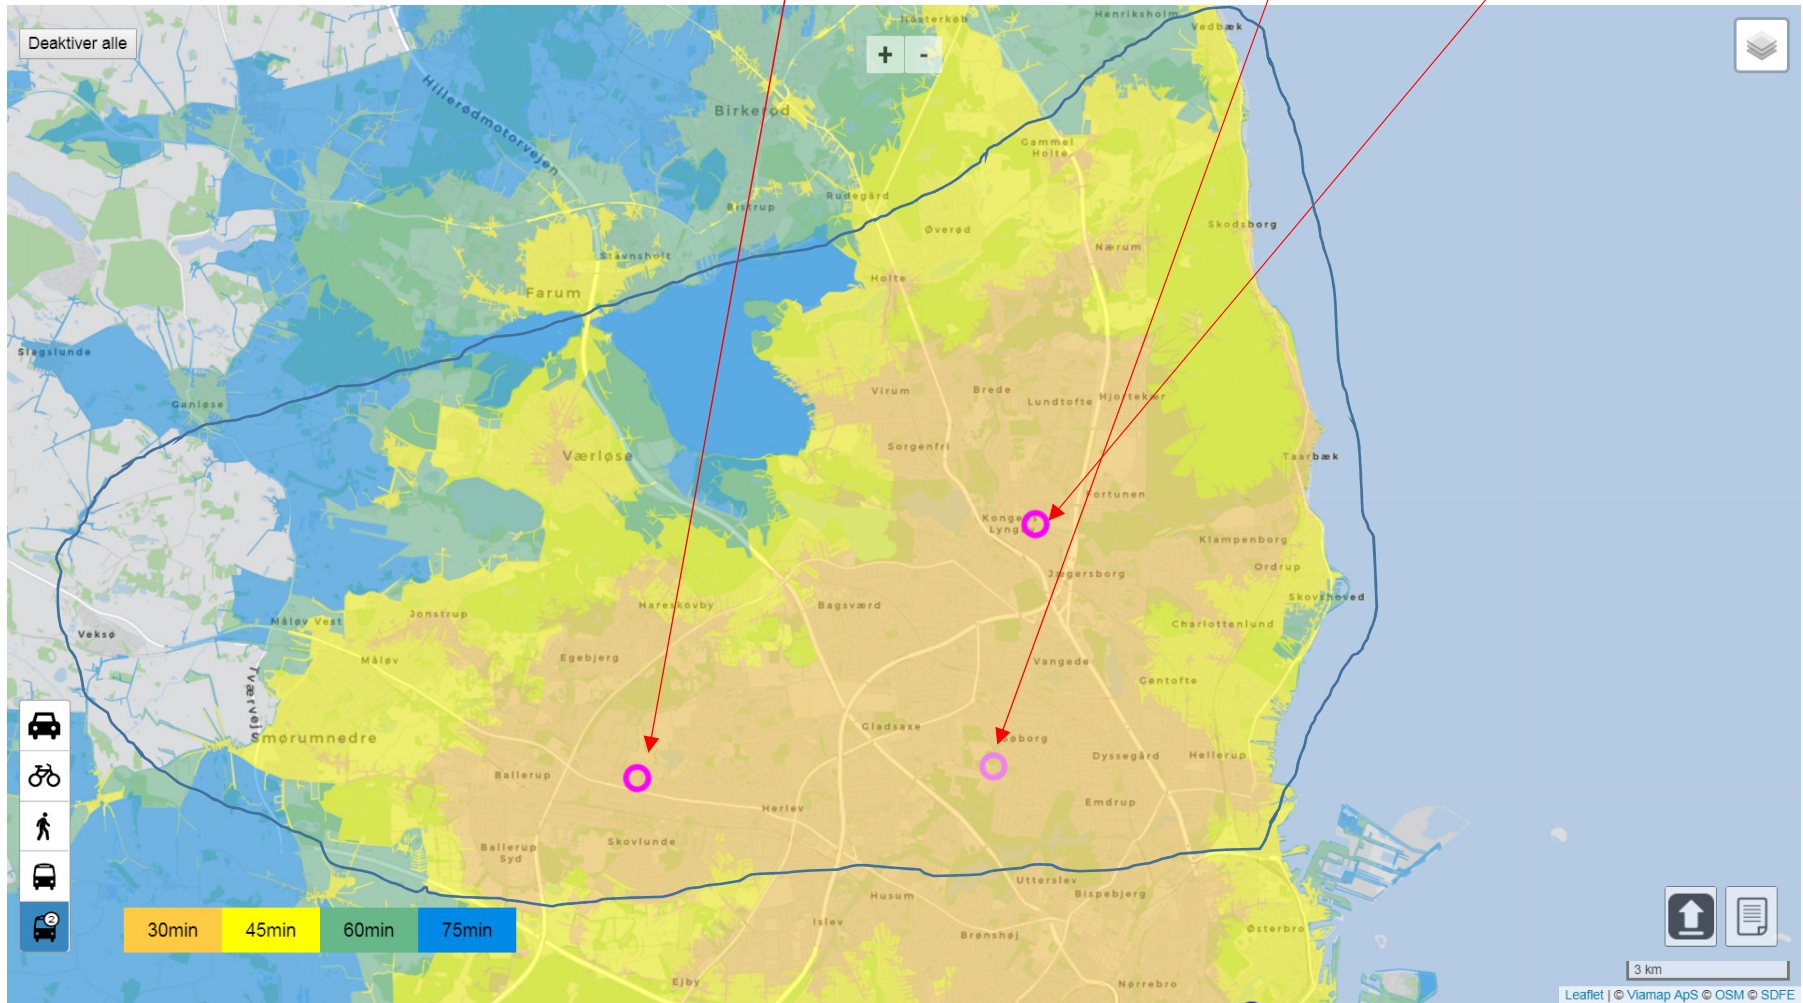 Deaktiver alle
+ -
Nøsterkøb
Henriksholm
Vedbæk
Hillerødmotorvejen
Birkerød
Gammel
Holte
Rudegård
Bistrup
Øverød
Skodsborg
Nærum
Stavnsholt
Farum
Holte
Slagslunde
Ganløse
Virum
Brede
Lundtofte
Hjortekær
Sorgenfri
Værløse
Taarbæk
Fortunen
Klampenborg
Jægersborg
Ordrup
Skovshoved
Hareskovby
Bagsværd
Jonstrup
Måløv Vest
Veksø
Charlottenlund
Måløv
Egebjerg
Vangede
Gentofte
Tværvej
Smørumnedre
Gladsaxe
Dyssegård
Hellerup
Ballerup
Herlev
Emdrup
Skovlunde
Ballerup
Syd
Utterslev
Husum
Bispebjerg
2
30min 45min 60min 75min
Islev
Brønshøj
Østerbro
Ejby
Nørrebro
3 km
Leaflet | © Viamap ApS © OSM © SDFE